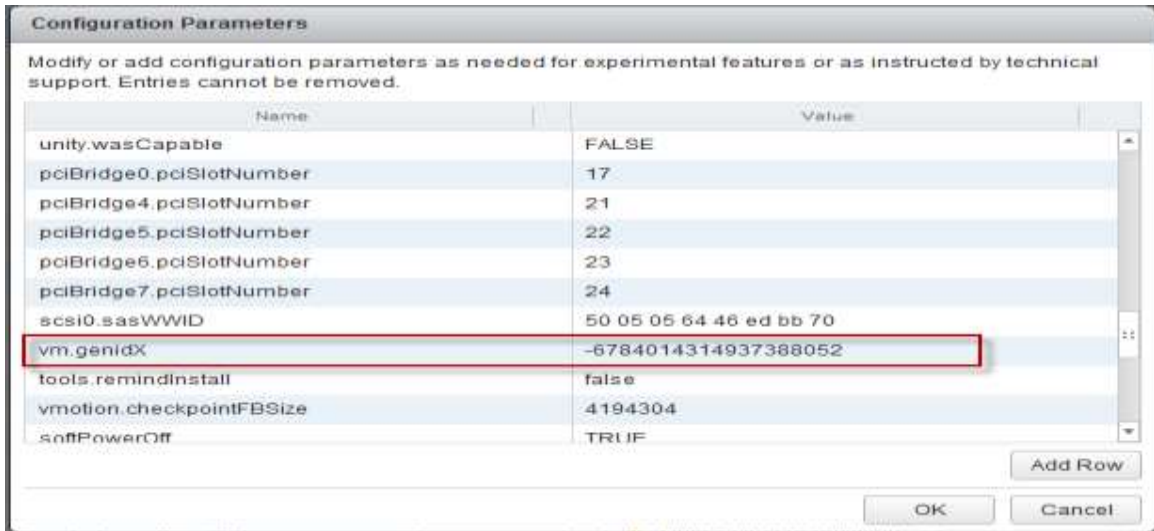 Configuration Parameters
Modify or add configuration parameters as needed for experimental features or as instructed by technical
support. Entries cannot be removed.
Name Value
unity.wasCapable FALSE
pciBridge0.pciSlotNumber 17
pciBridge4.pciSlotNumber 21
pciBridge5.pciSlotNumber 22
pciBridge6.pciSlotNumber 23
pciBridge7.pciSlotNumber 24
scsi0.sasWWID 50 05 05 64 46 ed bb 70
vm.genidX -6784014314937388052
tools.remindInstall false
vmotion.checkpointFBSize 4194304
softPowerOff TRUE
Add Row
OK Cancel